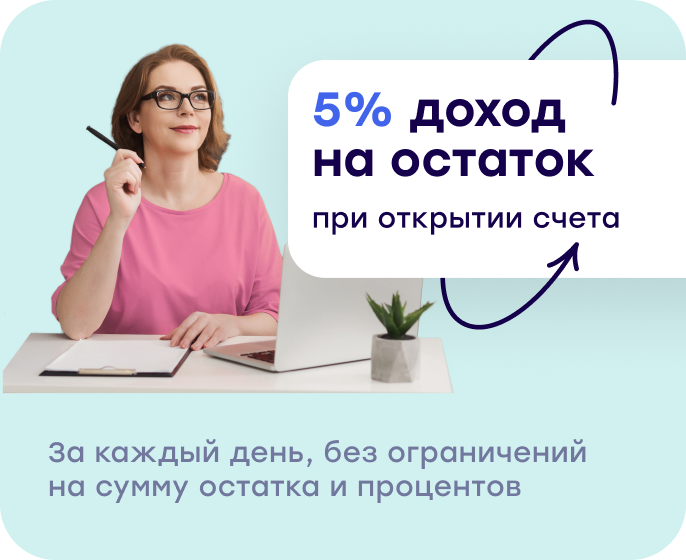 5% доход
на остаток
при открытии счета
За каждый день, без ограничений
на сумму остатка и процентов